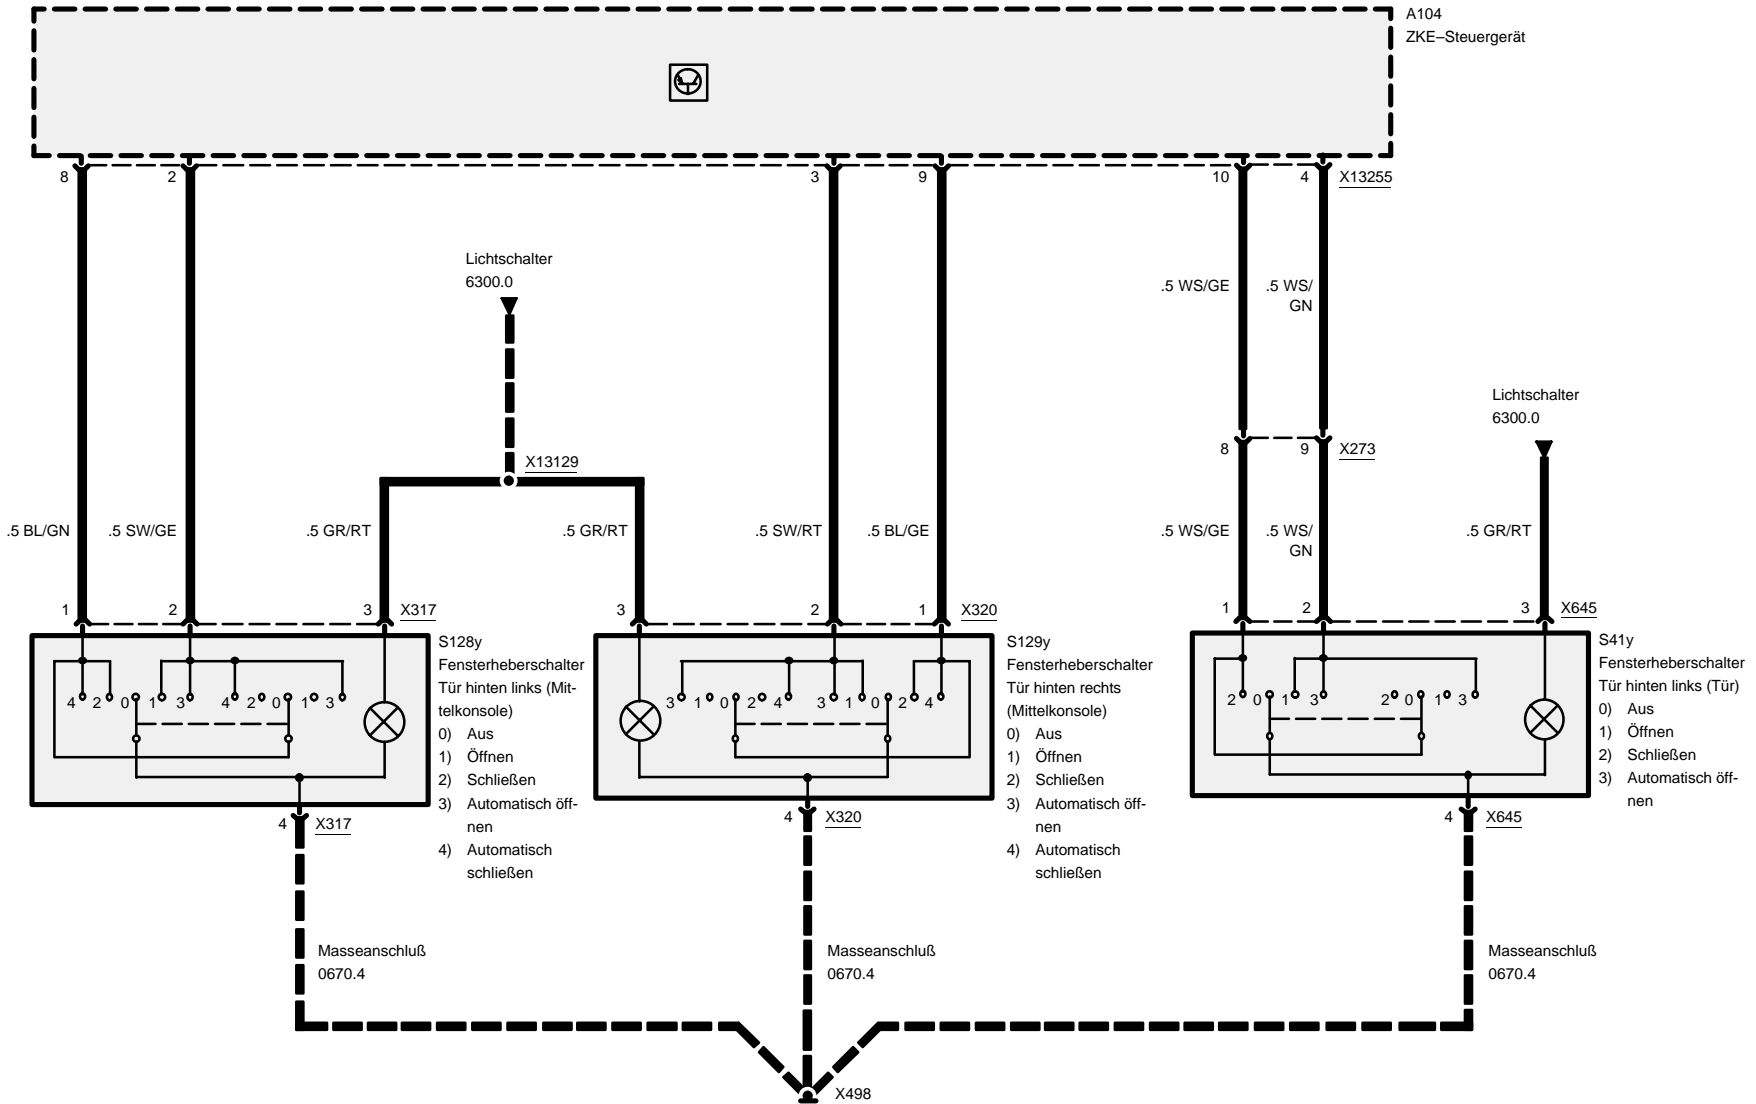 A104
ZKE–Steuergerät
8
2
3
9
10
4
X13255
Lichtschalter
6300.0
.5 WS/GE
.5 WS/
GN
Lichtschalter
6300.0
8
9
X273
X13129
.5 BL/GN
.5 SW/GE
.5 GR/RT
.5 GR/RT
.5 SW/RT
.5 BL/GE
.5 WS/GE
.5 WS/
GN
.5 GR/RT
1
2
3
X317
3
2
1
X320
1
2
3
X645
S128y
Fensterheberschalter
Tür hinten links (Mit-
telkonsole)
0) Aus
1) Öffnen
2) Schließen
3) Automatisch öff-
nen
4) Automatisch
schließen
4 2 0 1 3 4 2 0 1 3
S129y
Fensterheberschalter
Tür hinten rechts
(Mittelkonsole)
0) Aus
1) Öffnen
2) Schließen
3) Automatisch öff-
nen
4) Automatisch
schließen
3 1 0 2 4 3 1 0 2 4
S41y
Fensterheberschalter
Tür hinten links (Tür)
0) Aus
1) Öffnen
2) Schließen
3) Automatisch öff-
nen
2 0 1 3 2 0 1 3
4
X317
4
X320
4
X645
Masseanschluß
0670.4
Masseanschluß
0670.4
Masseanschluß
0670.4
X498